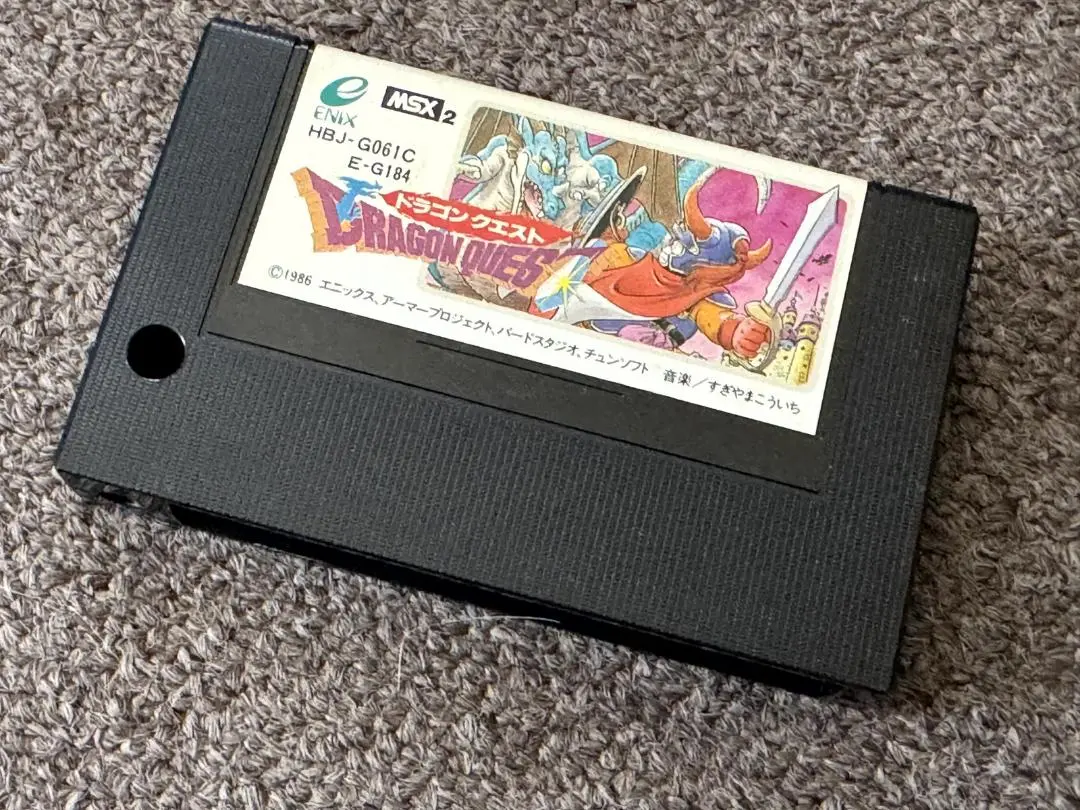 ENIX
MSX2
HBJ-G061C
E-G184
ドラゴンクエスト
DRAGON QUEST
©1986 エニックス、アーマープロジェクト、バードスタジオ、チュンソフト 音楽/すぎやまこういち